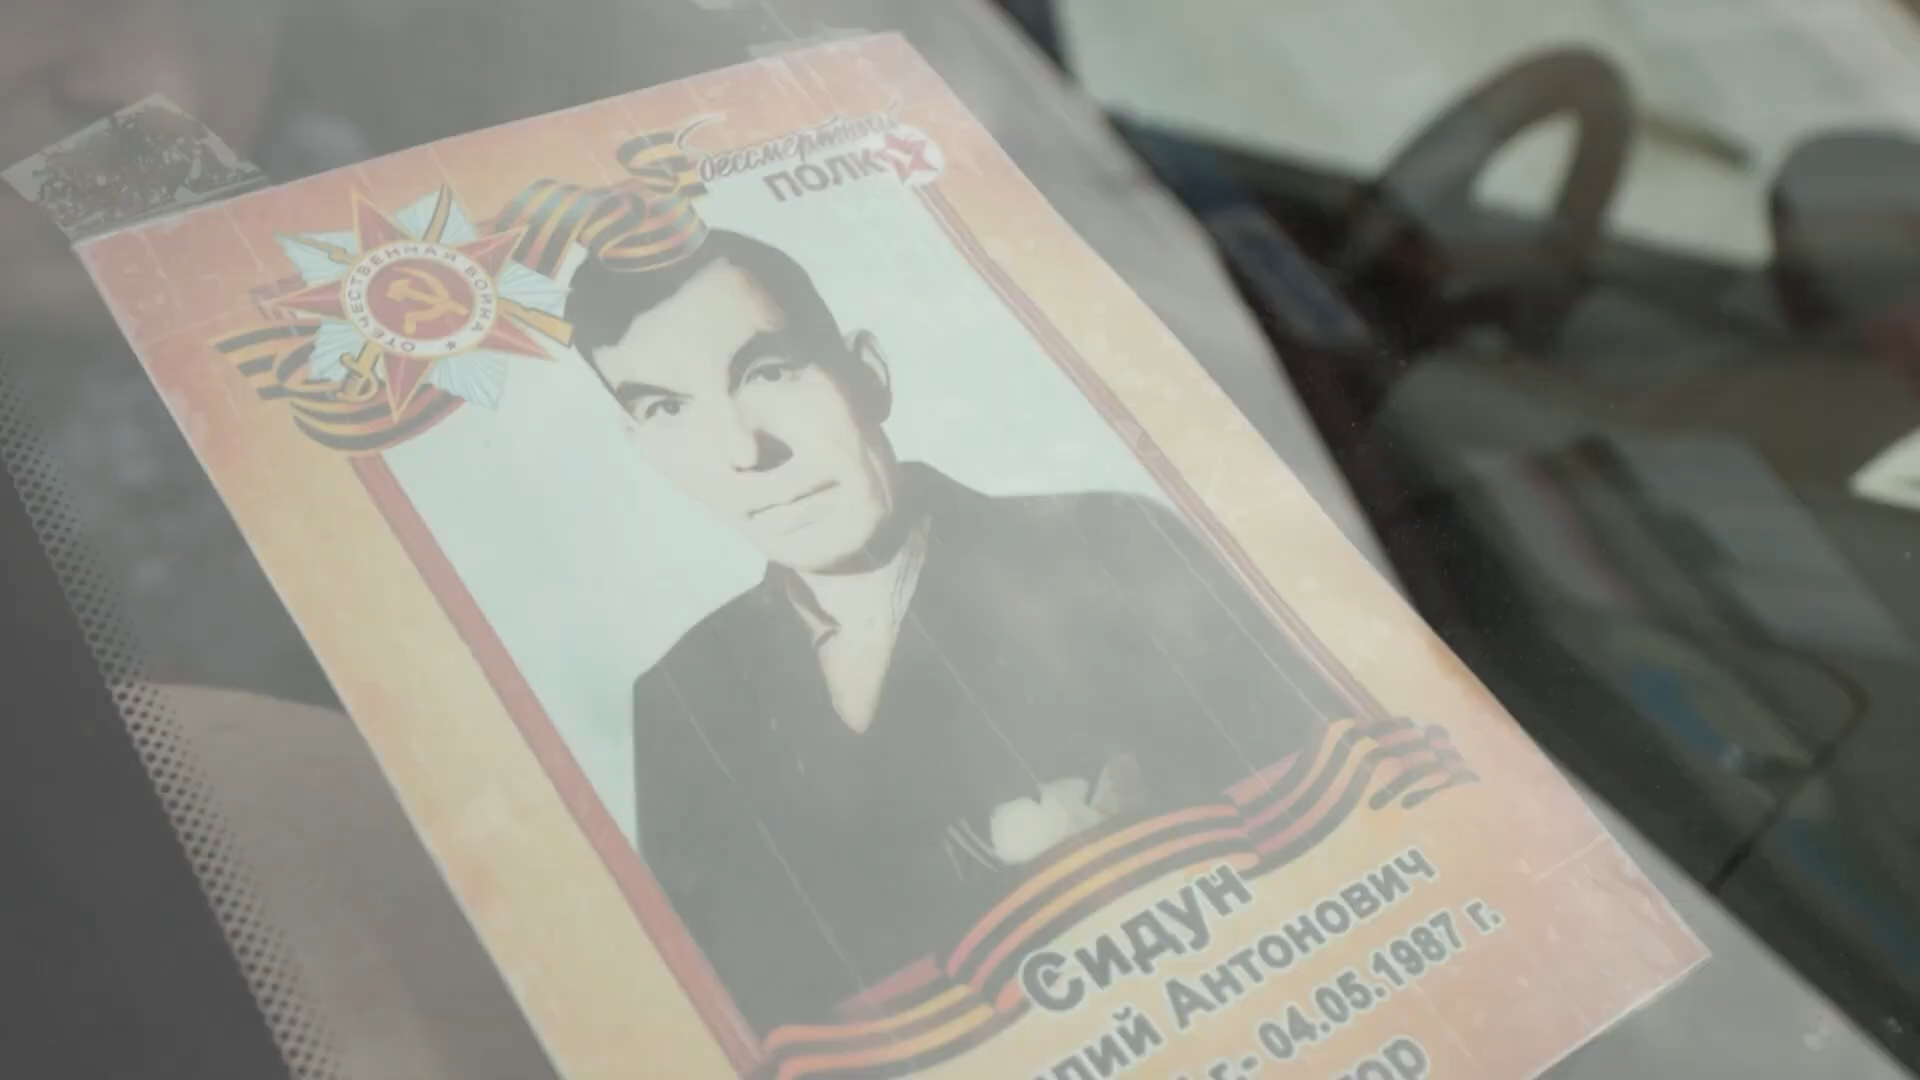 бессмертный
ПОЛК
ОТЕЧЕСТВЕННАЯ ВОЙНА
Сидун
Антонович
г.- 04.05.1987 г.